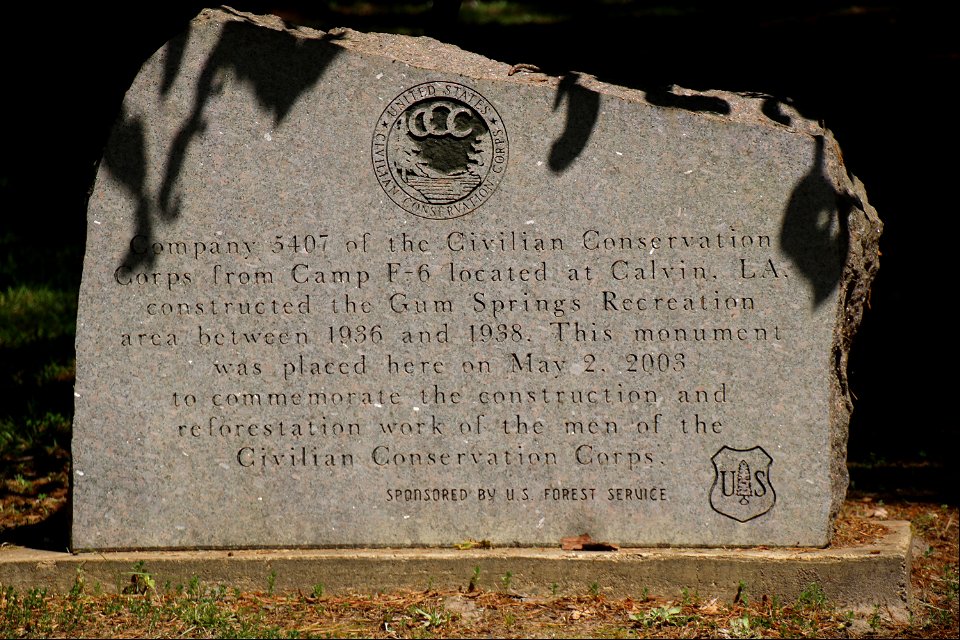 UNITED STATES
CIVILIAN CONSERVATION CORPS
CCC
Company 5407 of the Civilian Conservation
Corps from Camp F-6 located at Calvin, LA.
constructed the Gum Springs Recreation
area between 1936 and 1938. This monument
was placed here on May 2, 2003
to commemorate the construction and
reforestation work of the men of the
Civilian Conservation Corps.
SPONSORED BY U.S. FOREST SERVICE
U S